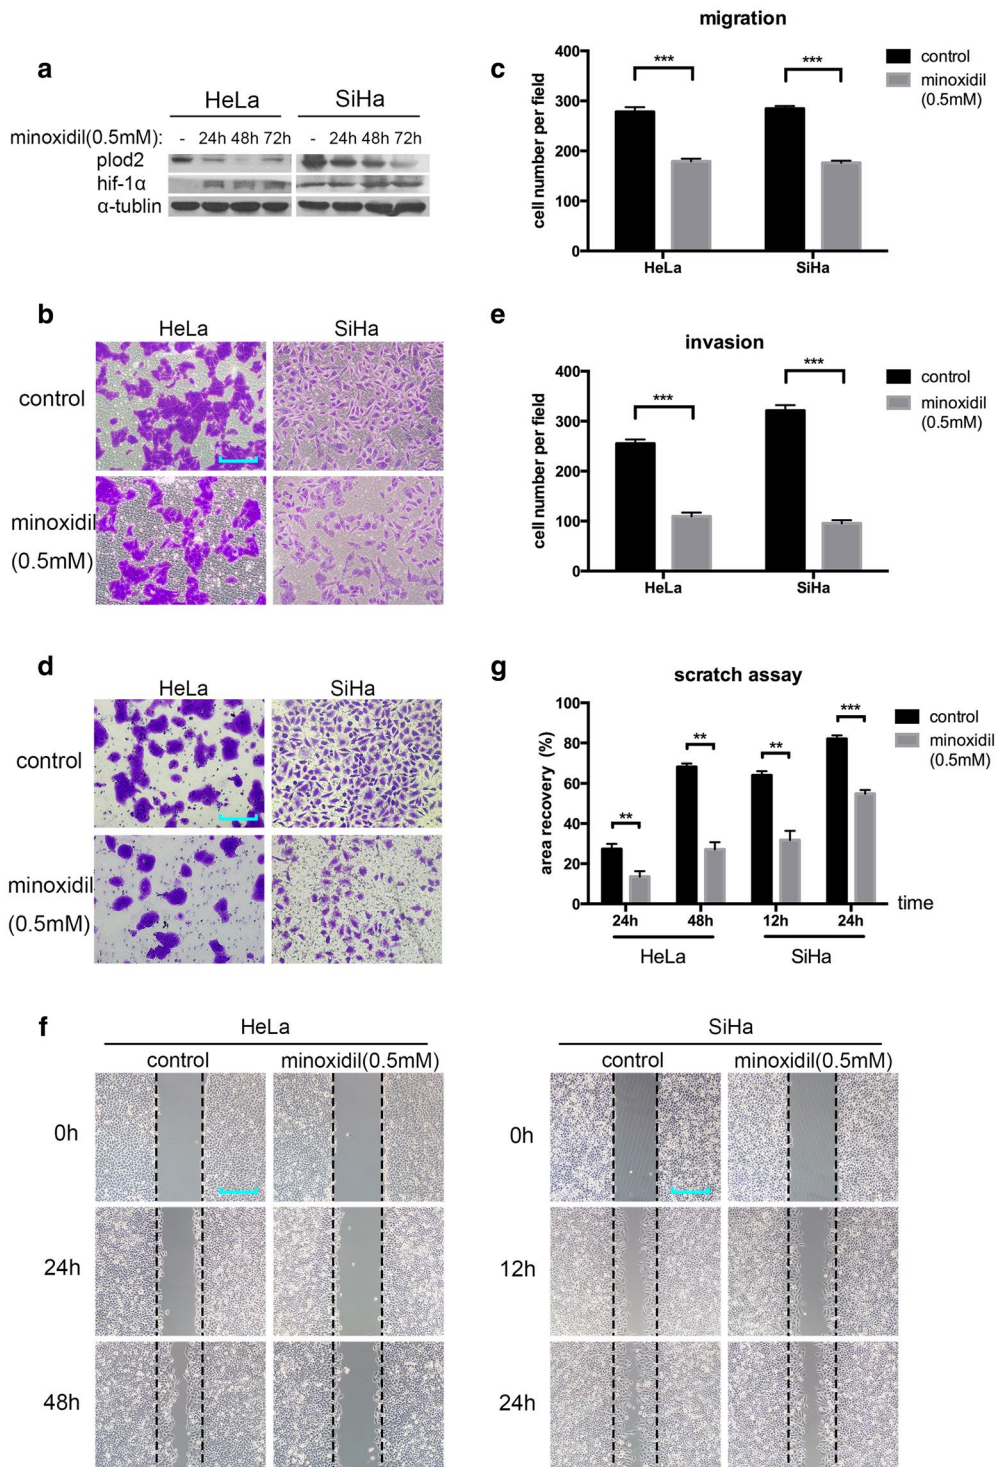 a
HeLa SiHa
minoxidil(0.5mM): - 24h 48h 72h - 24h 48h 72h
plod2
hif-1α
α-tublin
c
migration
cell number per field
400
300
200
100
0
HeLa SiHa
*** ***
control
minoxidil
(0.5mM)
b
HeLa SiHa
control
minoxidil
(0.5mM)
e
invasion
cell number per field
400
300
200
100
0
HeLa SiHa
*** ***
control
minoxidil
(0.5mM)
d
HeLa SiHa
control
minoxidil
(0.5mM)
g
scratch assay
area recovery (%)
100
80
60
40
20
0
** ** ** ***
24h 48h 12h 24h
time
HeLa SiHa
control
minoxidil
(0.5mM)
f
HeLa
control minoxidil(0.5mM)
0h
24h
48h
SiHa
control minoxidil(0.5mM)
0h
12h
24h